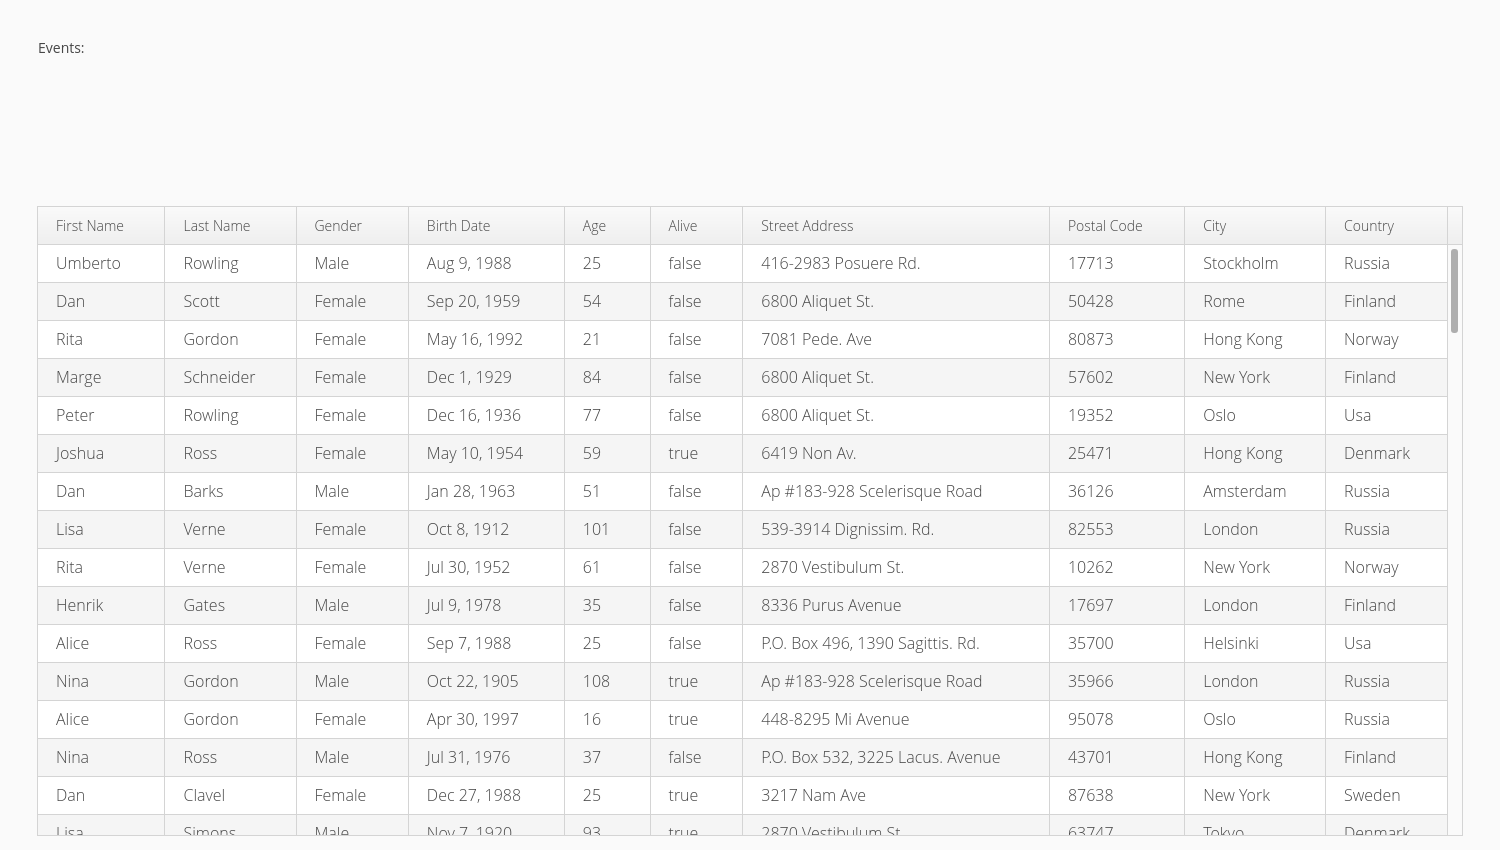 Events:
First Name Last Name Gender Birth Date Age Alive Street Address Postal Code City Country
Umberto Rowling Male Aug 9, 1988 25 false 416-2983 Posuere Rd. 17713 Stockholm Russia
Dan Scott Female Sep 20, 1959 54 false 6800 Aliquet St. 50428 Rome Finland
Rita Gordon Female May 16, 1992 21 false 7081 Pede. Ave 80873 Hong Kong Norway
Marge Schneider Female Dec 1, 1929 84 false 6800 Aliquet St. 57602 New York Finland
Peter Rowling Female Dec 16, 1936 77 false 6800 Aliquet St. 19352 Oslo Usa
Joshua Ross Female May 10, 1954 59 true 6419 Non Av. 25471 Hong Kong Denmark
Dan Barks Male Jan 28, 1963 51 false Ap #183-928 Scelerisque Road 36126 Amsterdam Russia
Lisa Verne Female Oct 8, 1912 101 false 539-3914 Dignissim. Rd. 82553 London Russia
Rita Verne Female Jul 30, 1952 61 false 2870 Vestibulum St. 10262 New York Norway
Henrik Gates Male Jul 9, 1978 35 false 8336 Purus Avenue 17697 London Finland
Alice Ross Female Sep 7, 1988 25 false P.O. Box 496, 1390 Sagittis. Rd. 35700 Helsinki Usa
Nina Gordon Male Oct 22, 1905 108 true Ap #183-928 Scelerisque Road 35966 London Russia
Alice Gordon Female Apr 30, 1997 16 true 448-8295 Mi Avenue 95078 Oslo Russia
Nina Ross Male Jul 31, 1976 37 false P.O. Box 532, 3225 Lacus. Avenue 43701 Hong Kong Finland
Dan Clavel Female Dec 27, 1988 25 true 3217 Nam Ave 87638 New York Sweden
Lisa Simons Male Nov 7, 1920 93 true 2870 Vestibulum St. 63747 Tokyo Denmark